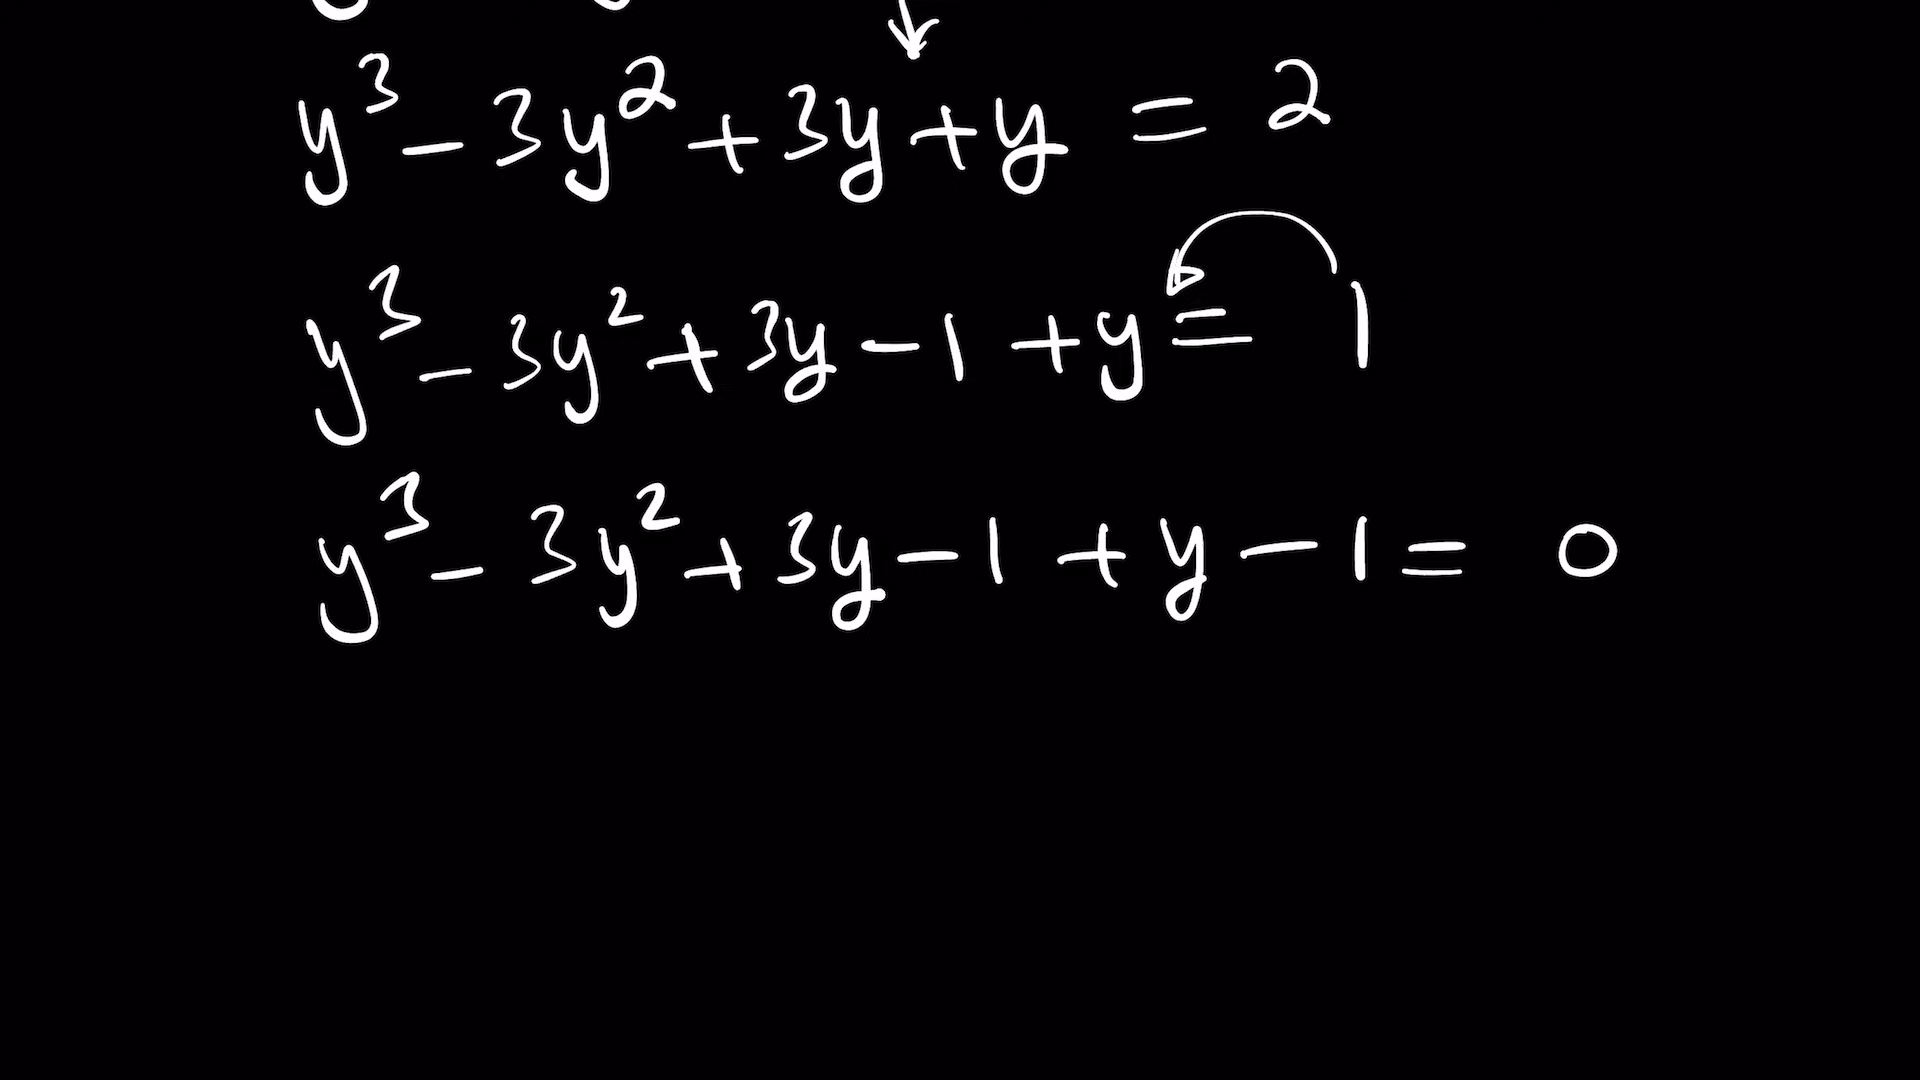 y³ − 3y² + 3y + y = 2
y³ − 3y² + 3y − 1 + y = 1
y³ − 3y² + 3y − 1 + y − 1 = 0